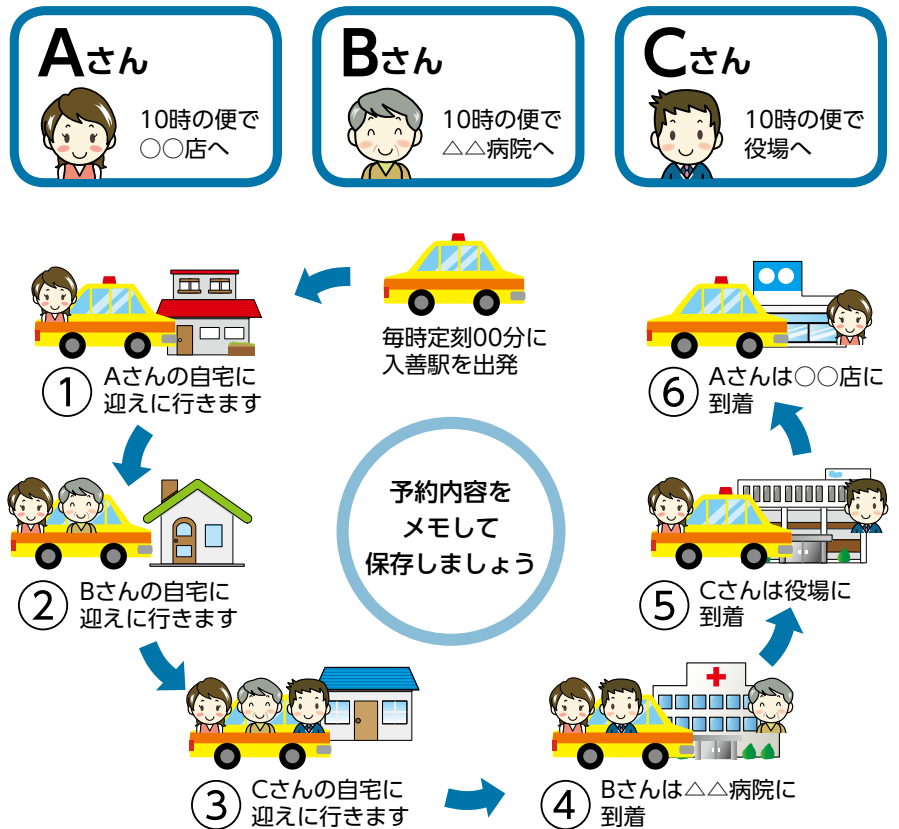 Aさん
10時の便で
○○店へ
Bさん
10時の便で
△△病院へ
Cさん
10時の便で
役場へ
毎時定刻00分に
入善駅を出発
① Aさんの自宅に
迎えに行きます
② Bさんの自宅に
迎えに行きます
③ Cさんの自宅に
迎えに行きます
④ Bさんは△△病院に
到着
⑤ Cさんは役場に
到着
⑥ Aさんは○○店に
到着
予約内容を
メモして
保存しましょう